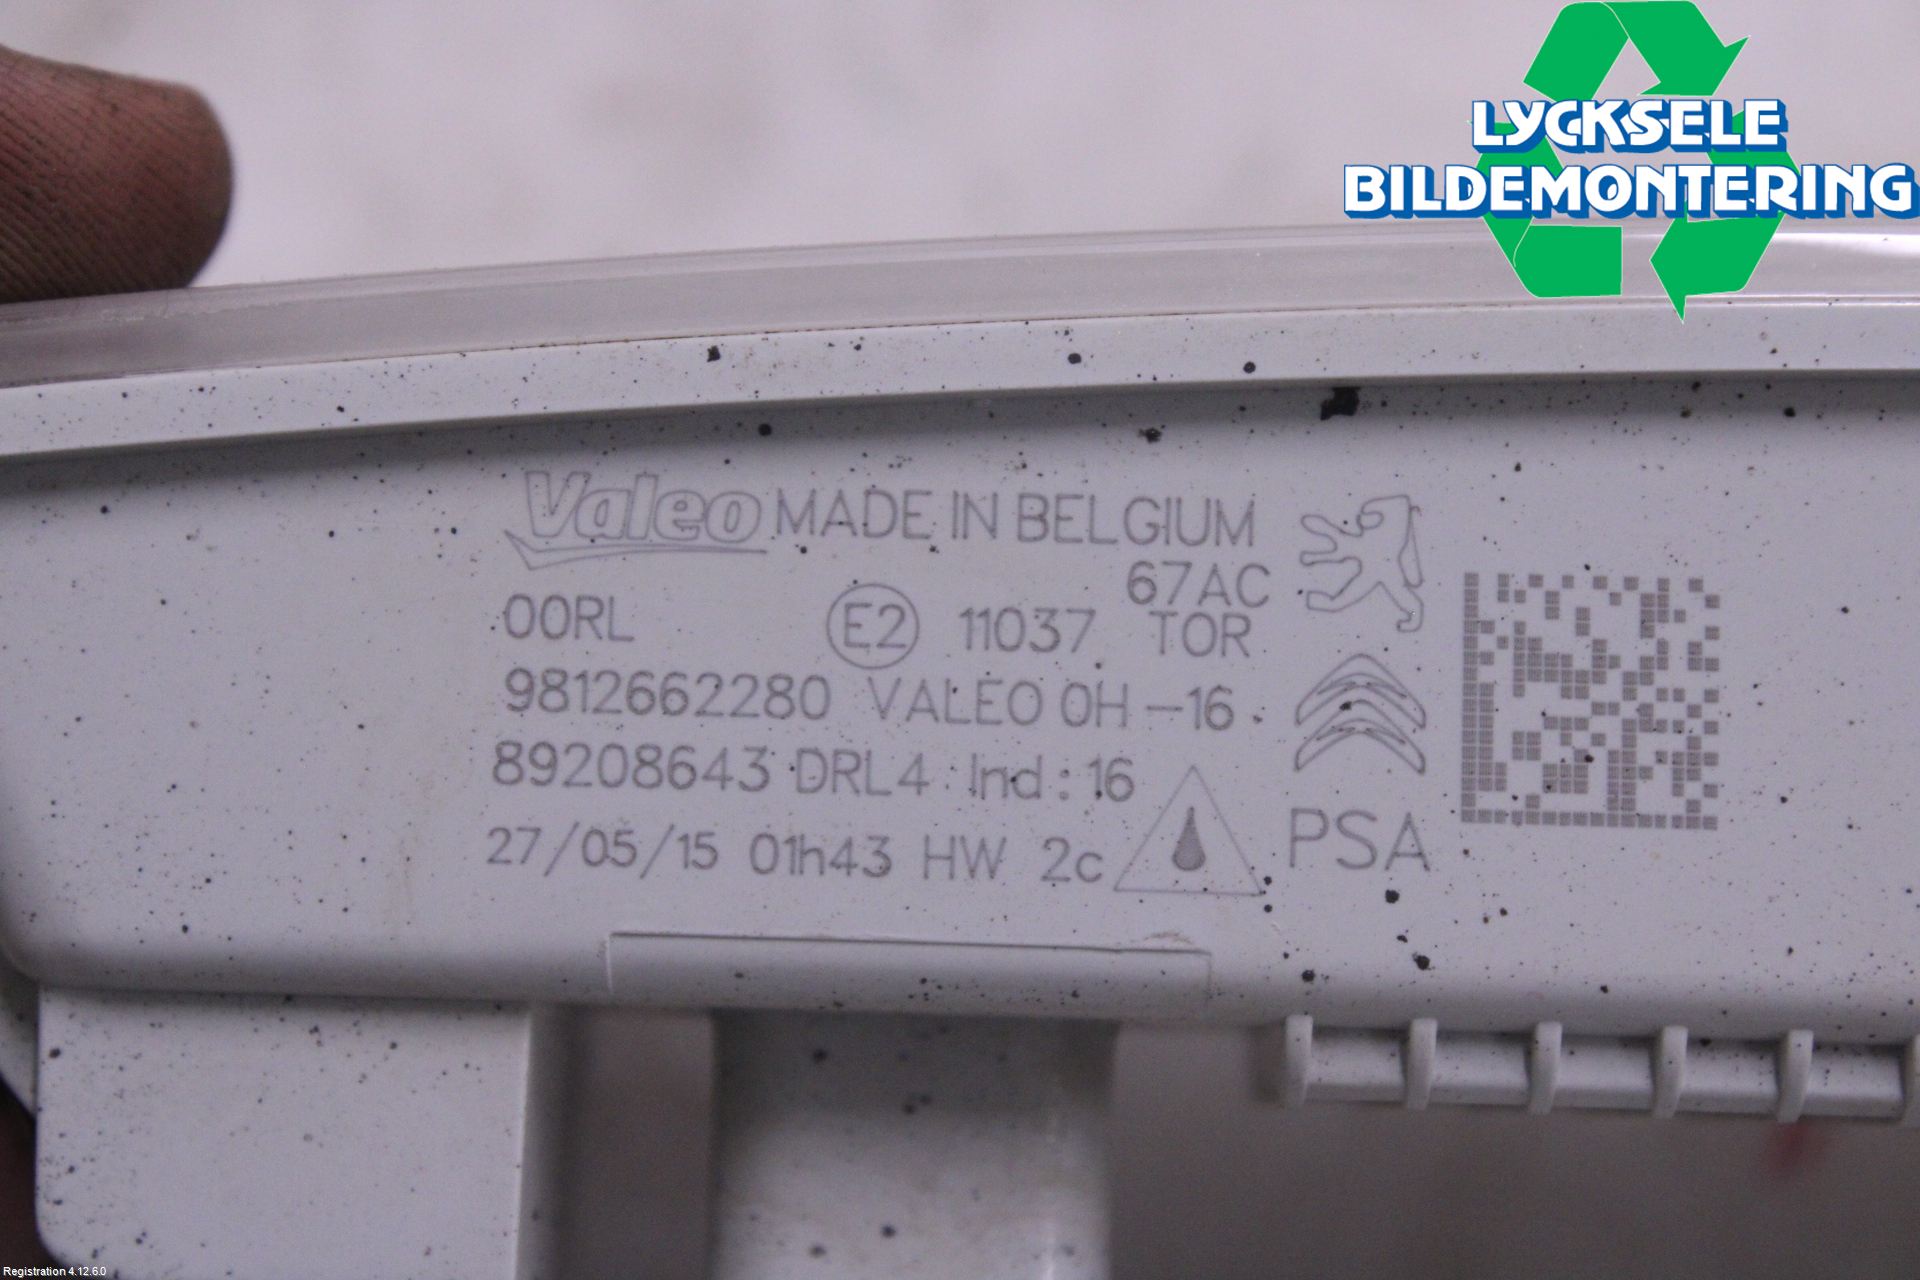 LYCKSELE
BILDEMONTERING
Valeo MADE IN BELGIUM
67AC
00RL E2 11037 TOR
9812662280 VALEO 0H-16
89208643 DRL4 Ind:16
27/05/15 01h43 HW 2c
PSA
Registration 4.12.6.0